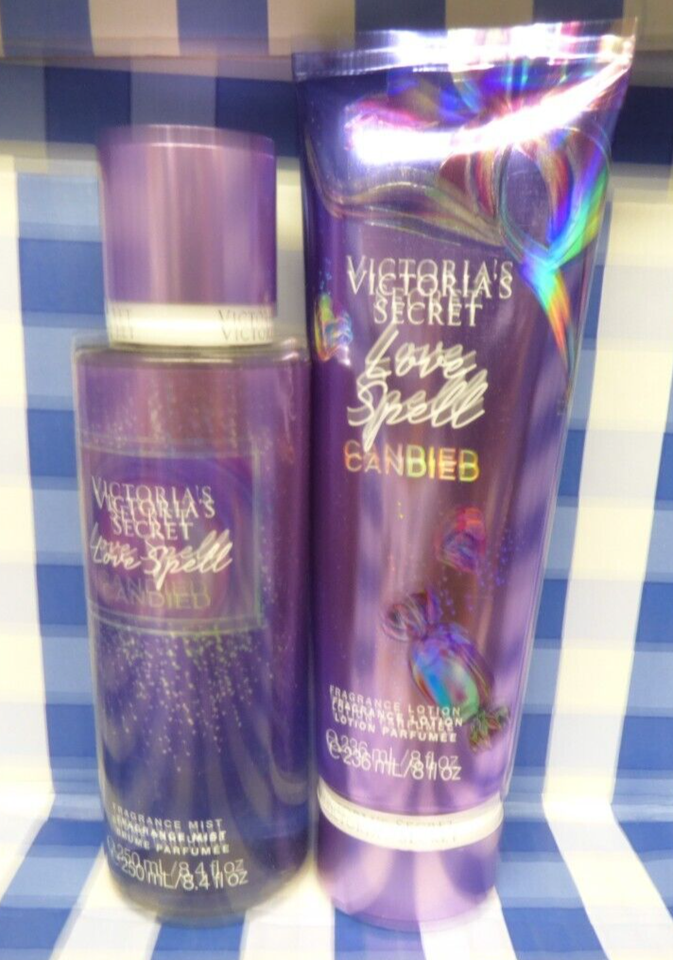 VICTORIA'S
SECRET
Love Spell
CANDIED
FRAGRANCE MIST
BRUME PARFUMÉE
250 mL/8.4 fl oz
VICTORIA'S
SECRET
Love
Spell
CANDIED
FRAGRANCE LOTION
LOTION PARFUMÉE
236 mL/8 fl oz